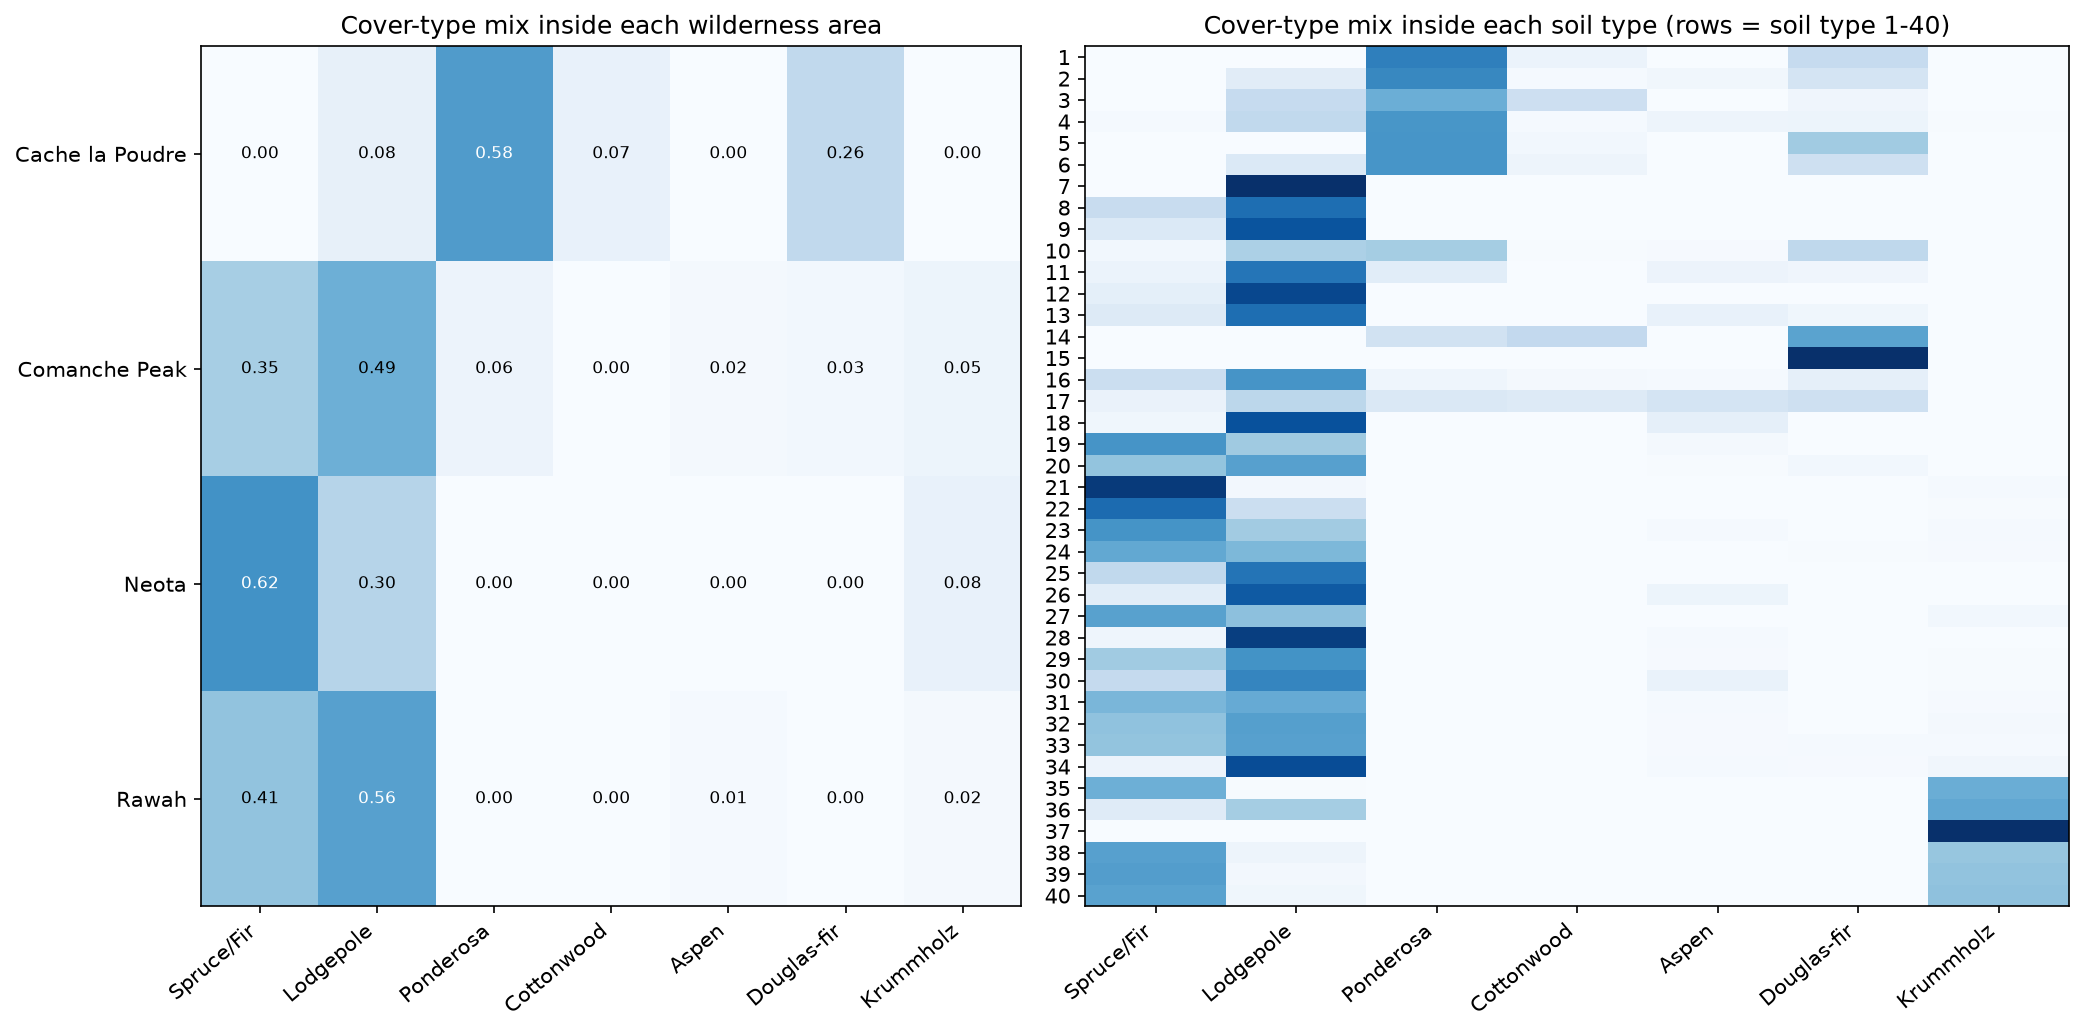 Cover-type mix inside each wilderness area
Cache la Poudre
0.00 0.08 0.58 0.07 0.00 0.26 0.00
Comanche Peak
0.35 0.49 0.06 0.00 0.02 0.03 0.05
Neota
0.62 0.30 0.00 0.00 0.00 0.00 0.08
Rawah
0.41 0.56 0.00 0.00 0.01 0.00 0.02
Spruce/Fir
Lodgepole
Ponderosa
Cottonwood
Aspen
Douglas-fir
Krummholz
Cover-type mix inside each soil type (rows = soil type 1-40)
1
2
3
4
5
6
7
8
9
10
11
12
13
14
15
16
17
18
19
20
21
22
23
24
25
26
27
28
29
30
31
32
33
34
35
36
37
38
39
40
Spruce/Fir
Lodgepole
Ponderosa
Cottonwood
Aspen
Douglas-fir
Krummholz